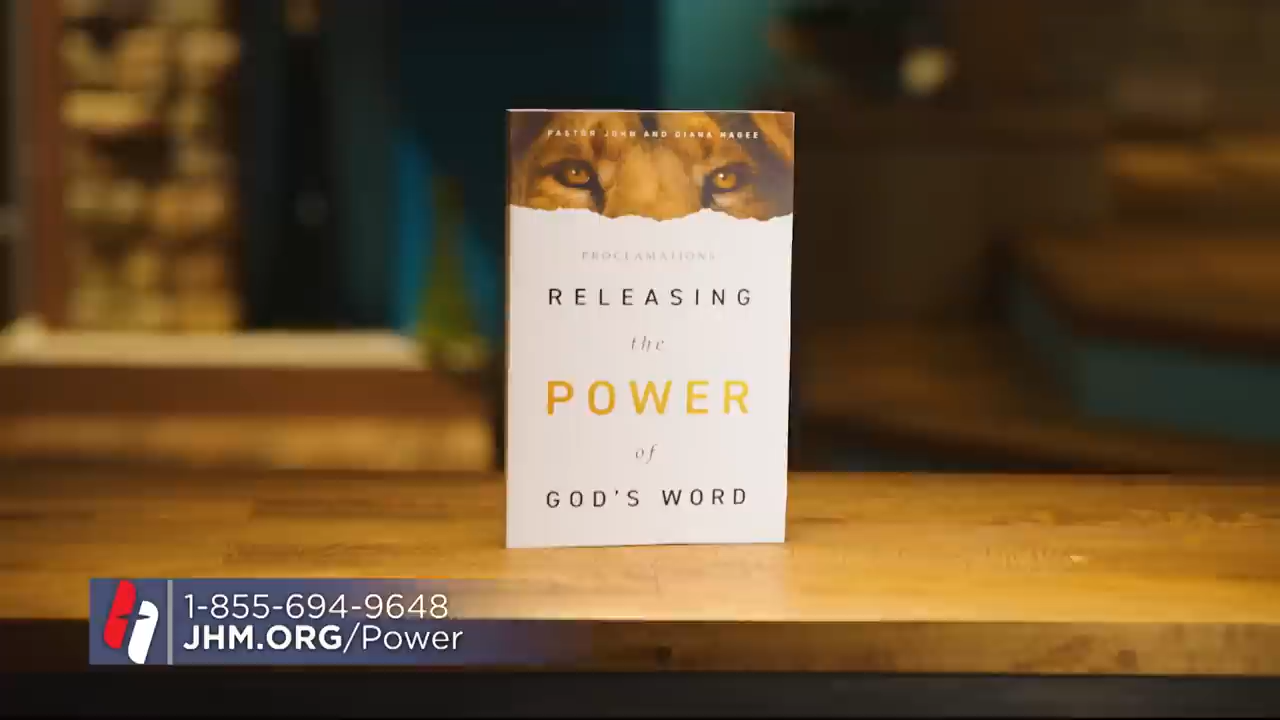 PASTOR JOHN AND DIANA HAGEE
PROCLAMATIONS
RELEASING
the
POWER
of
GOD'S WORD
1-855-694-9648
JHM.ORG/Power